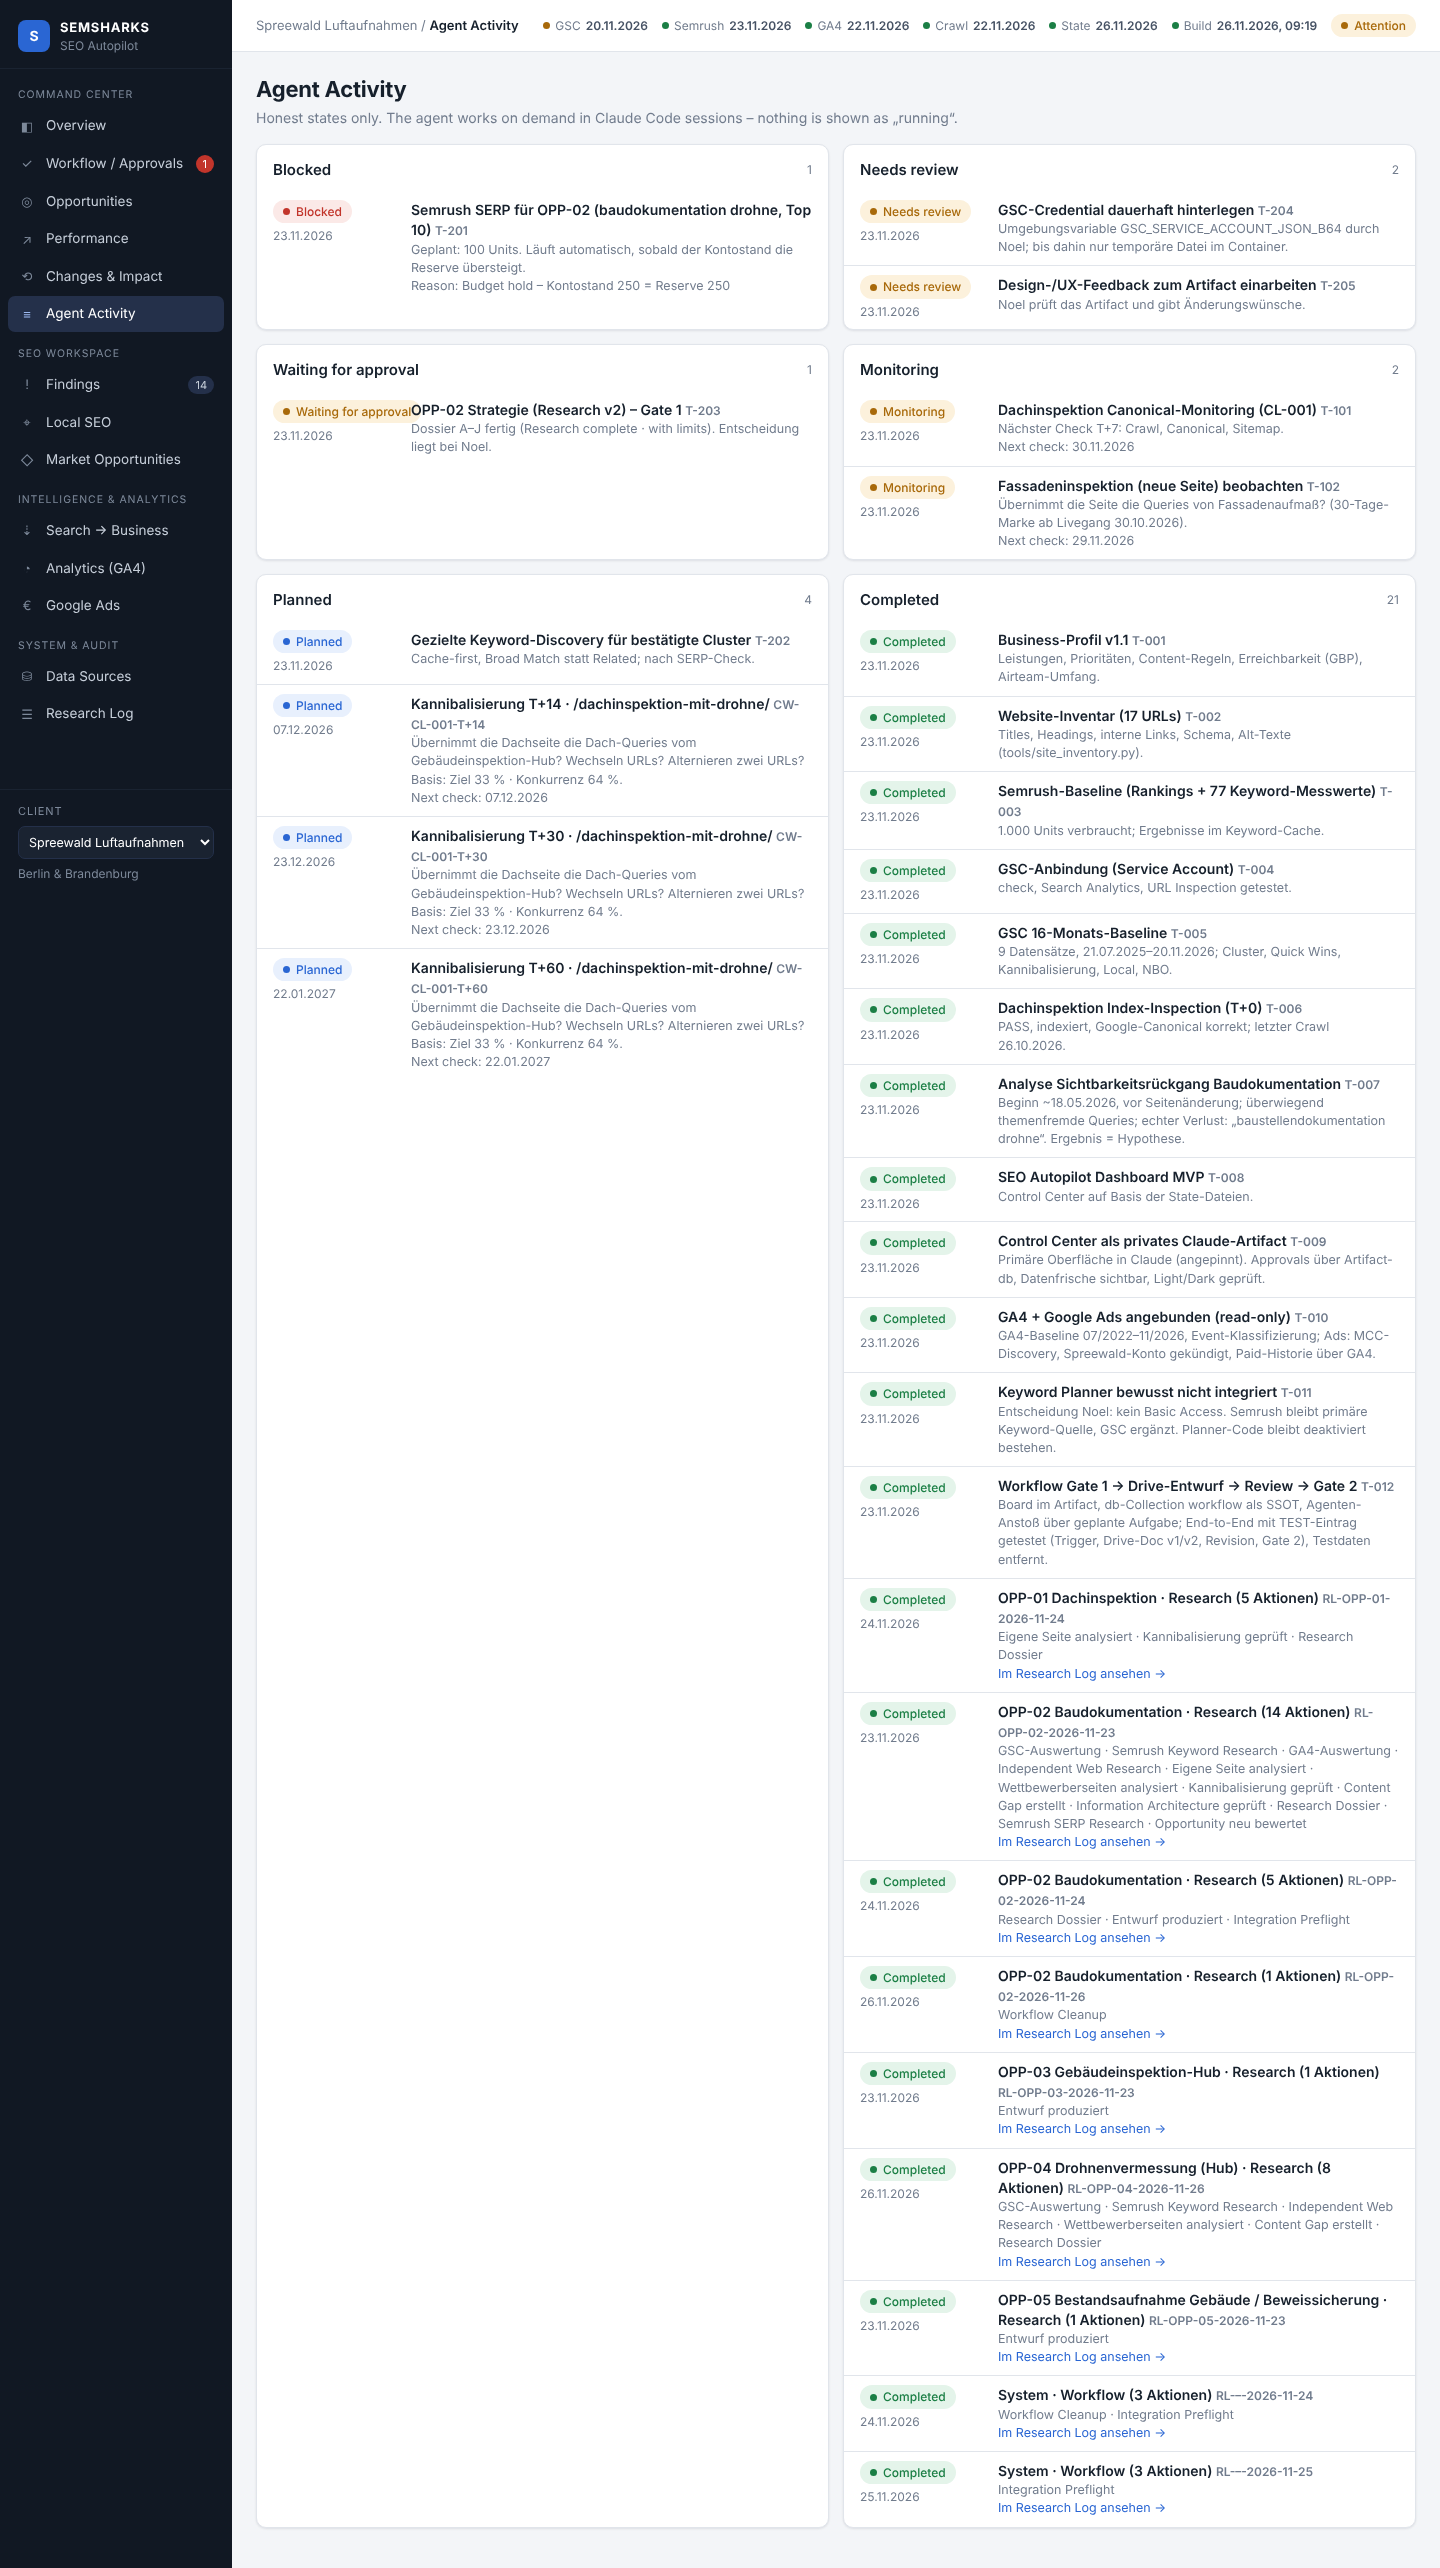 S
SEMSHARKS
SEO Autopilot
COMMAND CENTER
Overview
Workflow / Approvals 1
Opportunities
Performance
Changes & Impact
Agent Activity
SEO WORKSPACE
Findings 14
Local SEO
Market Opportunities
INTELLIGENCE & ANALYTICS
Search → Business
Analytics (GA4)
€ Google Ads
SYSTEM & AUDIT
Data Sources
Research Log
CLIENT
Spreewald Luftaufnahmen
Berlin & Brandenburg
Spreewald Luftaufnahmen / Agent Activity
GSC 20.11.2026 Semrush 23.11.2026 GA4 22.11.2026 Crawl 22.11.2026 State 26.11.2026 Build 26.11.2026, 09:19 Attention
Agent Activity
Honest states only. The agent works on demand in Claude Code sessions – nothing is shown as „running“.
Blocked 1
Blocked
23.11.2026
Semrush SERP für OPP-02 (baudokumentation drohne, Top
10) T-201
Geplant: 100 Units. Läuft automatisch, sobald der Kontostand die
Reserve übersteigt.
Reason: Budget hold – Kontostand 250 = Reserve 250
Needs review 2
Needs review
23.11.2026
GSC-Credential dauerhaft hinterlegen T-204
Umgebungsvariable GSC_SERVICE_ACCOUNT_JSON_B64 durch
Noel; bis dahin nur temporäre Datei im Container.
Needs review
23.11.2026
Design-/UX-Feedback zum Artifact einarbeiten T-205
Noel prüft das Artifact und gibt Änderungswünsche.
Waiting for approval 1
Waiting for approval
23.11.2026
OPP-02 Strategie (Research v2) – Gate 1 T-203
Dossier A–J fertig (Research complete · with limits). Entscheidung
liegt bei Noel.
Monitoring 2
Monitoring
23.11.2026
Dachinspektion Canonical-Monitoring (CL-001) T-101
Nächster Check T+7: Crawl, Canonical, Sitemap.
Next check: 30.11.2026
Monitoring
23.11.2026
Fassadeninspektion (neue Seite) beobachten T-102
Übernimmt die Seite die Queries von Fassadenaufmaß? (30-Tage-
Marke ab Livegang 30.10.2026).
Next check: 29.11.2026
Planned 4
Planned
23.11.2026
Gezielte Keyword-Discovery für bestätigte Cluster T-202
Cache-first, Broad Match statt Related; nach SERP-Check.
Planned
07.12.2026
Kannibalisierung T+14 · /dachinspektion-mit-drohne/ CW-
CL-001-T+14
Übernimmt die Dachseite die Dach-Queries vom
Gebäudeinspektion-Hub? Wechseln URLs? Alternieren zwei URLs?
Basis: Ziel 33 % · Konkurrenz 64 %.
Next check: 07.12.2026
Planned
23.12.2026
Kannibalisierung T+30 · /dachinspektion-mit-drohne/ CW-
CL-001-T+30
Übernimmt die Dachseite die Dach-Queries vom
Gebäudeinspektion-Hub? Wechseln URLs? Alternieren zwei URLs?
Basis: Ziel 33 % · Konkurrenz 64 %.
Next check: 23.12.2026
Planned
22.01.2027
Kannibalisierung T+60 · /dachinspektion-mit-drohne/ CW-
CL-001-T+60
Übernimmt die Dachseite die Dach-Queries vom
Gebäudeinspektion-Hub? Wechseln URLs? Alternieren zwei URLs?
Basis: Ziel 33 % · Konkurrenz 64 %.
Next check: 22.01.2027
Completed 21
Completed
23.11.2026
Business-Profil v1.1 T-001
Leistungen, Prioritäten, Content-Regeln, Erreichbarkeit (GBP),
Airteam-Umfang.
Completed
23.11.2026
Website-Inventar (17 URLs) T-002
Titles, Headings, interne Links, Schema, Alt-Texte
(tools/site_inventory.py).
Completed
23.11.2026
Semrush-Baseline (Rankings + 77 Keyword-Messwerte) T-
003
1.000 Units verbraucht; Ergebnisse im Keyword-Cache.
Completed
23.11.2026
GSC-Anbindung (Service Account) T-004
check, Search Analytics, URL Inspection getestet.
Completed
23.11.2026
GSC 16-Monats-Baseline T-005
9 Datensätze, 21.07.2025–20.11.2026; Cluster, Quick Wins,
Kannibalisierung, Local, NBO.
Completed
23.11.2026
Dachinspektion Index-Inspection (T+0) T-006
PASS, indexiert, Google-Canonical korrekt; letzter Crawl
26.10.2026.
Completed
23.11.2026
Analyse Sichtbarkeitsrückgang Baudokumentation T-007
Beginn ~18.05.2026, vor Seitenänderung; überwiegend
themenfremde Queries; echter Verlust: „baustellendokumentation
drohne“. Ergebnis = Hypothese.
Completed
23.11.2026
SEO Autopilot Dashboard MVP T-008
Control Center auf Basis der State-Dateien.
Completed
23.11.2026
Control Center als privates Claude-Artifact T-009
Primäre Oberfläche in Claude (angepinnt). Approvals über Artifact-
db, Datenfrische sichtbar, Light/Dark geprüft.
Completed
23.11.2026
GA4 + Google Ads angebunden (read-only) T-010
GA4-Baseline 07/2022–11/2026, Event-Klassifizierung; Ads: MCC-
Discovery, Spreewald-Konto gekündigt, Paid-Historie über GA4.
Completed
23.11.2026
Keyword Planner bewusst nicht integriert T-011
Entscheidung Noel: kein Basic Access. Semrush bleibt primäre
Keyword-Quelle, GSC ergänzt. Planner-Code bleibt deaktiviert
bestehen.
Completed
23.11.2026
Workflow Gate 1 → Drive-Entwurf → Review → Gate 2 T-012
Board im Artifact, db-Collection workflow als SSOT, Agenten-
Anstoß über geplante Aufgabe; End-to-End mit TEST-Eintrag
getestet (Trigger, Drive-Doc v1/v2, Revision, Gate 2), Testdaten
entfernt.
Completed
24.11.2026
OPP-01 Dachinspektion · Research (5 Aktionen) RL-OPP-01-
2026-11-24
Eigene Seite analysiert · Kannibalisierung geprüft · Research
Dossier
Im Research Log ansehen →
Completed
23.11.2026
OPP-02 Baudokumentation · Research (14 Aktionen) RL-
OPP-02-2026-11-23
GSC-Auswertung · Semrush Keyword Research · GA4-Auswertung ·
Independent Web Research · Eigene Seite analysiert ·
Wettbewerberseiten analysiert · Kannibalisierung geprüft · Content
Gap erstellt · Information Architecture geprüft · Research Dossier ·
Semrush SERP Research · Opportunity neu bewertet
Im Research Log ansehen →
Completed
24.11.2026
OPP-02 Baudokumentation · Research (5 Aktionen) RL-OPP-
02-2026-11-24
Research Dossier · Entwurf produziert · Integration Preflight
Im Research Log ansehen →
Completed
26.11.2026
OPP-02 Baudokumentation · Research (1 Aktionen) RL-OPP-
02-2026-11-26
Workflow Cleanup
Im Research Log ansehen →
Completed
23.11.2026
OPP-03 Gebäudeinspektion-Hub · Research (1 Aktionen)
RL-OPP-03-2026-11-23
Entwurf produziert
Im Research Log ansehen →
Completed
26.11.2026
OPP-04 Drohnenvermessung (Hub) · Research (8
Aktionen) RL-OPP-04-2026-11-26
GSC-Auswertung · Semrush Keyword Research · Independent Web
Research · Wettbewerberseiten analysiert · Content Gap erstellt ·
Research Dossier
Im Research Log ansehen →
Completed
23.11.2026
OPP-05 Bestandsaufnahme Gebäude / Beweissicherung ·
Research (1 Aktionen) RL-OPP-05-2026-11-23
Entwurf produziert
Im Research Log ansehen →
Completed
24.11.2026
System · Workflow (3 Aktionen) RL-–-2026-11-24
Workflow Cleanup · Integration Preflight
Im Research Log ansehen →
Completed
25.11.2026
System · Workflow (3 Aktionen) RL-–-2026-11-25
Integration Preflight
Im Research Log ansehen →